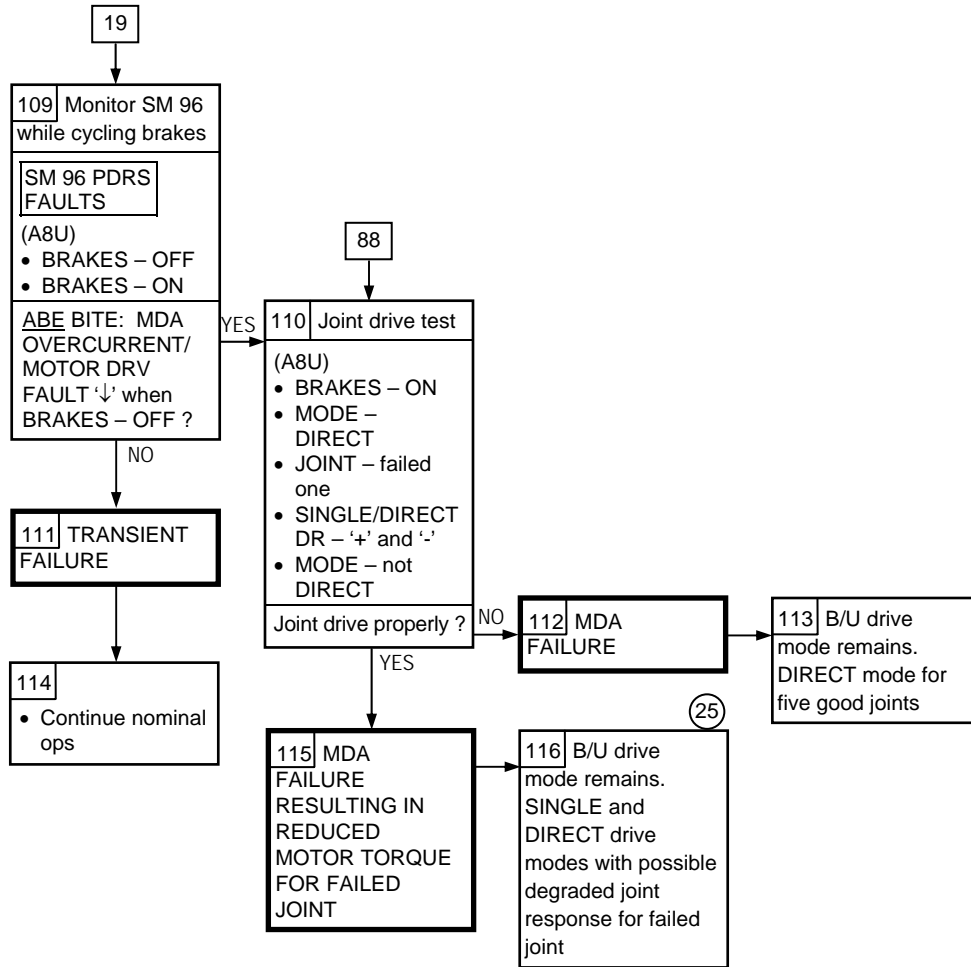 19
109 Monitor SM 96
while cycling brakes
SM 96 PDRS
FAULTS
(A8U)
• BRAKES – OFF
• BRAKES – ON
ABE BITE: MDA
OVERCURRENT/
MOTOR DRV
FAULT ‘↓’ when
BRAKES – OFF ?
YES
NO
88
110 Joint drive test
(A8U)
• BRAKES – ON
• MODE –
DIRECT
• JOINT – failed
one
• SINGLE/DIRECT
DR – ‘+’ and ‘-’
• MODE – not
DIRECT
Joint drive properly ?
NO
YES
111 TRANSIENT
FAILURE
112 MDA
FAILURE
113 B/U drive
mode remains.
DIRECT mode for
five good joints
114
• Continue nominal
ops
115 MDA
FAILURE
RESULTING IN
REDUCED
MOTOR TORQUE
FOR FAILED
JOINT
25
116 B/U drive
mode remains.
SINGLE and
DIRECT drive
modes with possible
degraded joint
response for failed
joint